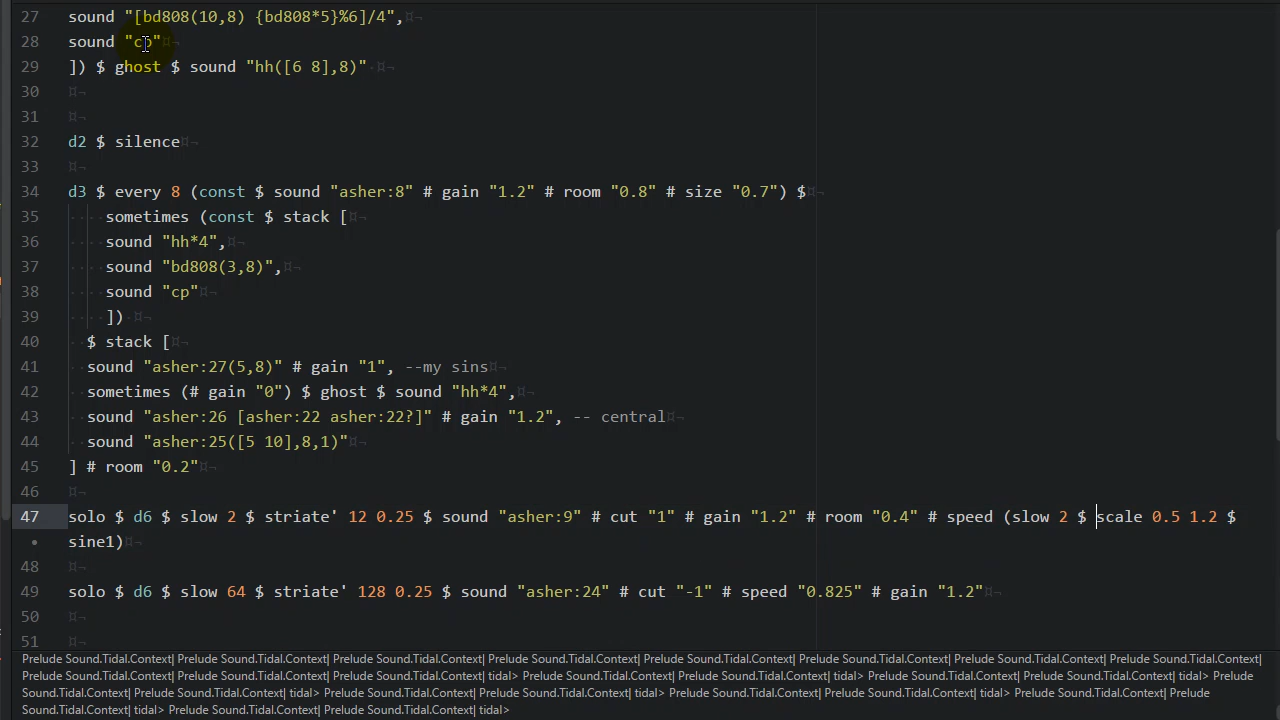 27 sound "[bd808(10,8) {bd808*5}%6]/4",
28 sound "cp"
29 ]) $ ghost $ sound "hh([6 8],8)"
30
31
32 d2 $ silence
33
34 d3 $ every 8 (const $ sound "asher:8" # gain "1.2" # room "0.8" # size "0.7") $
35 sometimes (const $ stack [
36 sound "hh*4",
37 sound "bd808(3,8)",
38 sound "cp"
39 ])
40 $ stack [
41 sound "asher:27(5,8)" # gain "1", --my sins
42 sometimes (# gain "0") $ ghost $ sound "hh*4",
43 sound "asher:26 [asher:22 asher:22?]" # gain "1.2", -- central
44 sound "asher:25([5 10],8,1)"
45 ] # room "0.2"
46
47 solo $ d6 $ slow 2 $ striate' 12 0.25 $ sound "asher:9" # cut "1" # gain "1.2" # room "0.4" # speed (slow 2 $ scale 0.5 1.2 $
• sine1)
48
49 solo $ d6 $ slow 64 $ striate' 128 0.25 $ sound "asher:24" # cut "-1" # speed "0.825" # gain "1.2"
50
51
Prelude Sound.Tidal.Context| Prelude Sound.Tidal.Context| Prelude Sound.Tidal.Context| Prelude Sound.Tidal.Context| Prelude Sound.Tidal.Context| Prelude Sound.Tidal.Context| Prelude Sound.Tidal.Context| Prelude Sound.Tidal.Context|
Prelude Sound.Tidal.Context| Prelude Sound.Tidal.Context| Prelude Sound.Tidal.Context| tidal> Prelude Sound.Tidal.Context| Prelude Sound.Tidal.Context| tidal> Prelude Sound.Tidal.Context| Prelude Sound.Tidal.Context| tidal> Prelude
Sound.Tidal.Context| Prelude Sound.Tidal.Context| tidal> Prelude Sound.Tidal.Context| Prelude Sound.Tidal.Context| tidal> Prelude Sound.Tidal.Context| Prelude Sound.Tidal.Context| tidal> Prelude Sound.Tidal.Context| Prelude
Sound.Tidal.Context| tidal> Prelude Sound.Tidal.Context| Prelude Sound.Tidal.Context| tidal>